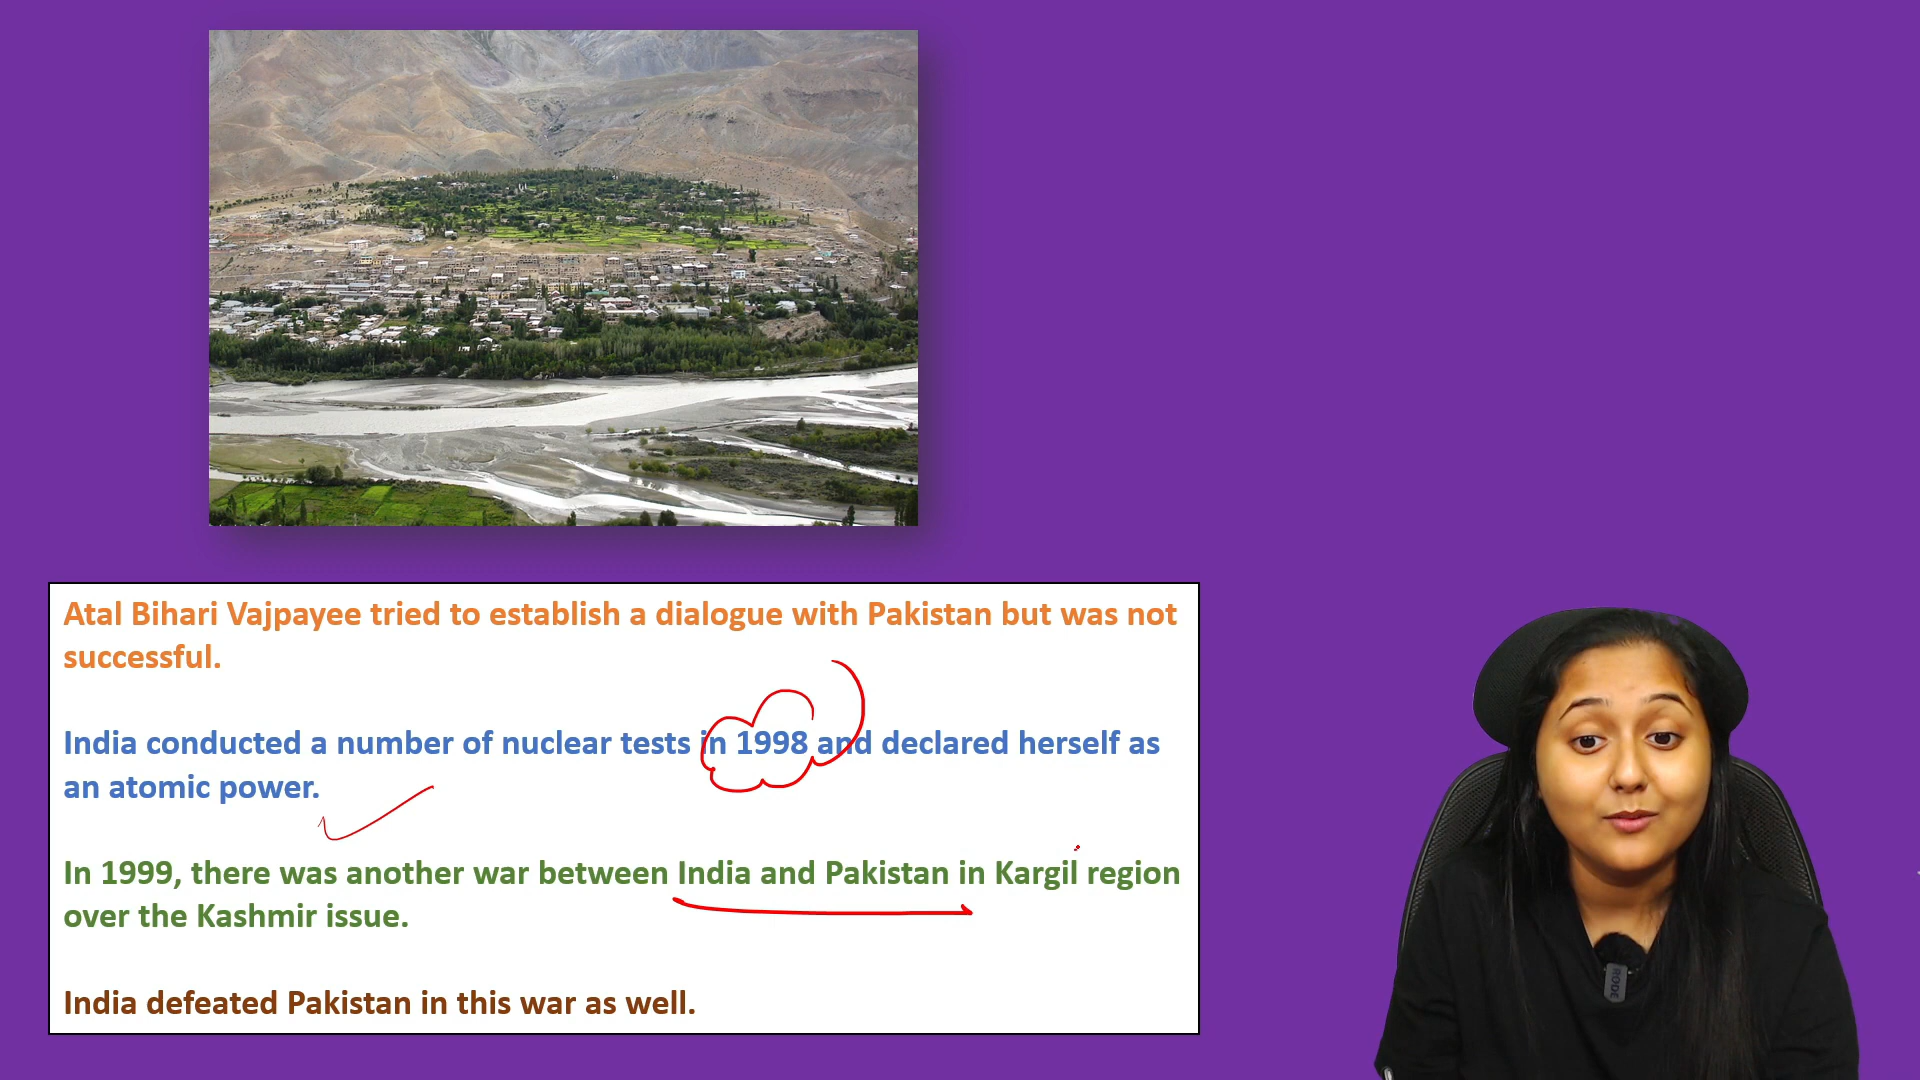 Atal Bihari Vajpayee tried to establish a dialogue with Pakistan but was not
successful.
India conducted a number of nuclear tests in 1998 and declared herself as
an atomic power.
In 1999, there was another war between India and Pakistan in Kargil region
over the Kashmir issue.
India defeated Pakistan in this war as well.
RODE